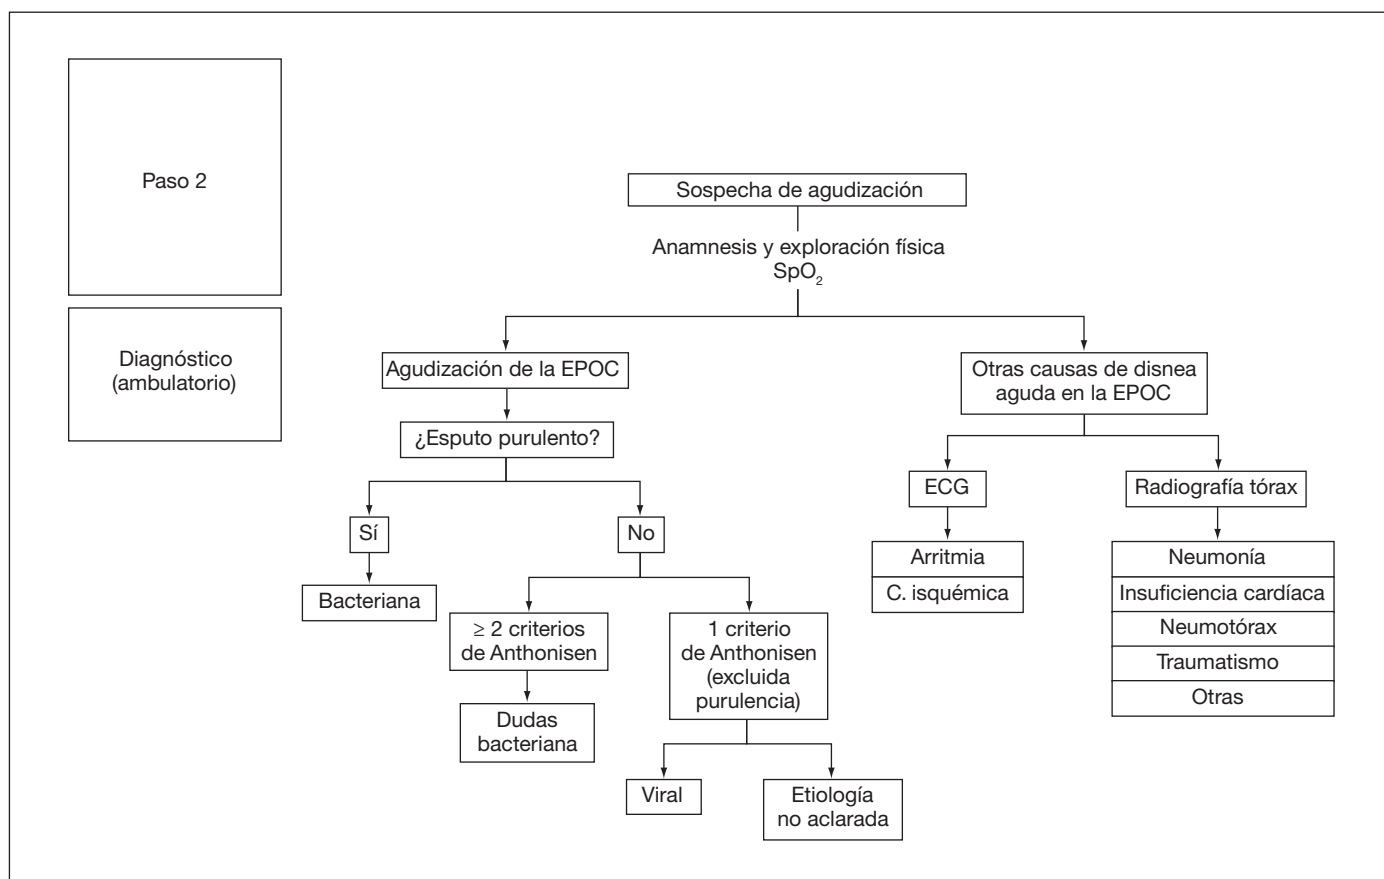 Paso 2
Diagnóstico
(ambulatorio)
Sospecha de agudización
Anamnesis y exploración física
SpO₂
Agudización de la EPOC
¿Esputo purulento?
Sí
No
Bacteriana
≥ 2 criterios
de Anthonisen
Dudas
bacteriana
1 criterio
de Anthonisen
(excluida
purulencia)
Viral
Etiología
no aclarada
Otras causas de disnea
aguda en la EPOC
ECG
Arritmia
C. isquémica
Radiografía tórax
Neumonía
Insuficiencia cardíaca
Neumotórax
Traumatismo
Otras